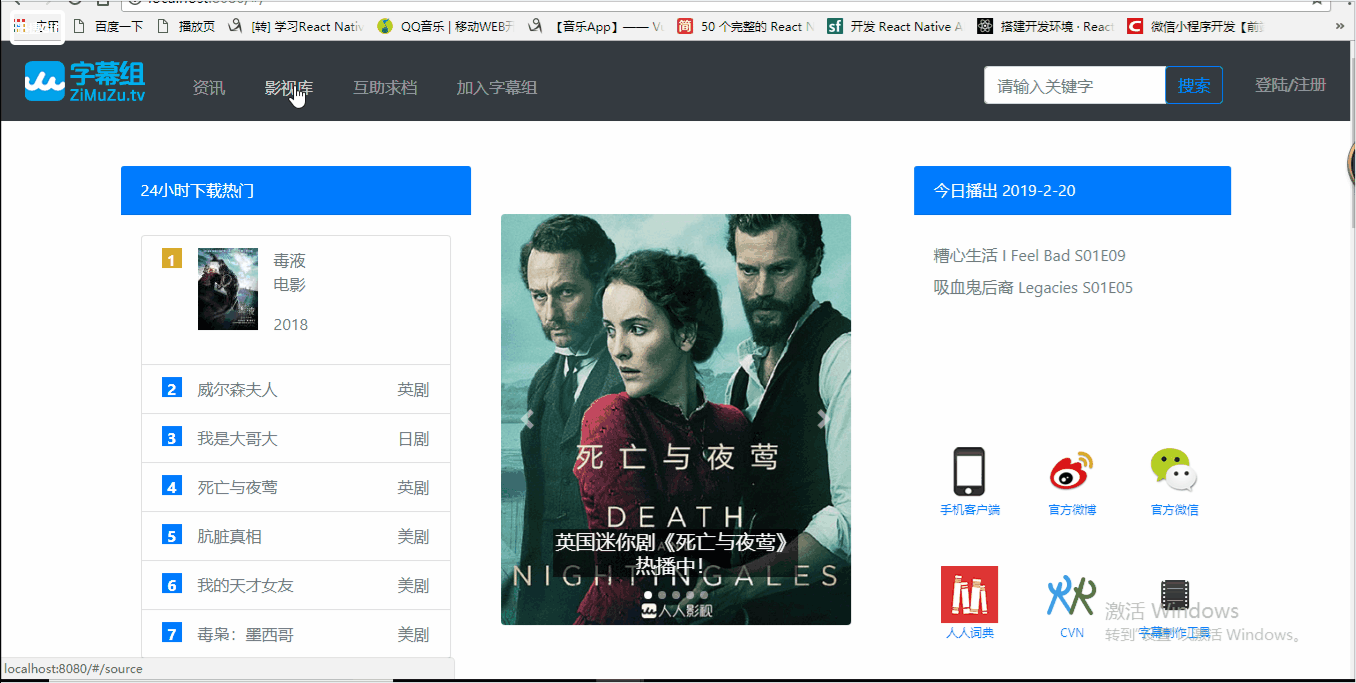 应用 百度一下 播放页 [转] 学习React Nativ QQ音乐 | 移动WEB开 【音乐App】—— Vu 50 个完整的 React N 开发 React Native A 搭建开发环境 · React 微信小程序开发【前 »
字幕组
ZiMuZu.tv
资讯 影视库 互助求档 加入字幕组 请输入关键字 搜索 登陆/注册
24小时下载热门
1 毒液
电影
2018
2 威尔森夫人 英剧
3 我是大哥大 日剧
4 死亡与夜莺 英剧
5 肮脏真相 美剧
6 我的天才女友 美剧
7 毒枭：墨西哥 美剧
死亡与夜莺
DEATH
英国迷你剧《死亡与夜莺》
热播中！
NIGHTINGALES
人人影视
今日播出 2019-2-20
糟心生活 I Feel Bad S01E09
吸血鬼后裔 Legacies S01E05
手机客户端 官方微博 官方微信
人人词典 CVN 字幕制作工具
激活 Windows
转到"设置"以激活 Windows。
localhost:8080/#/source